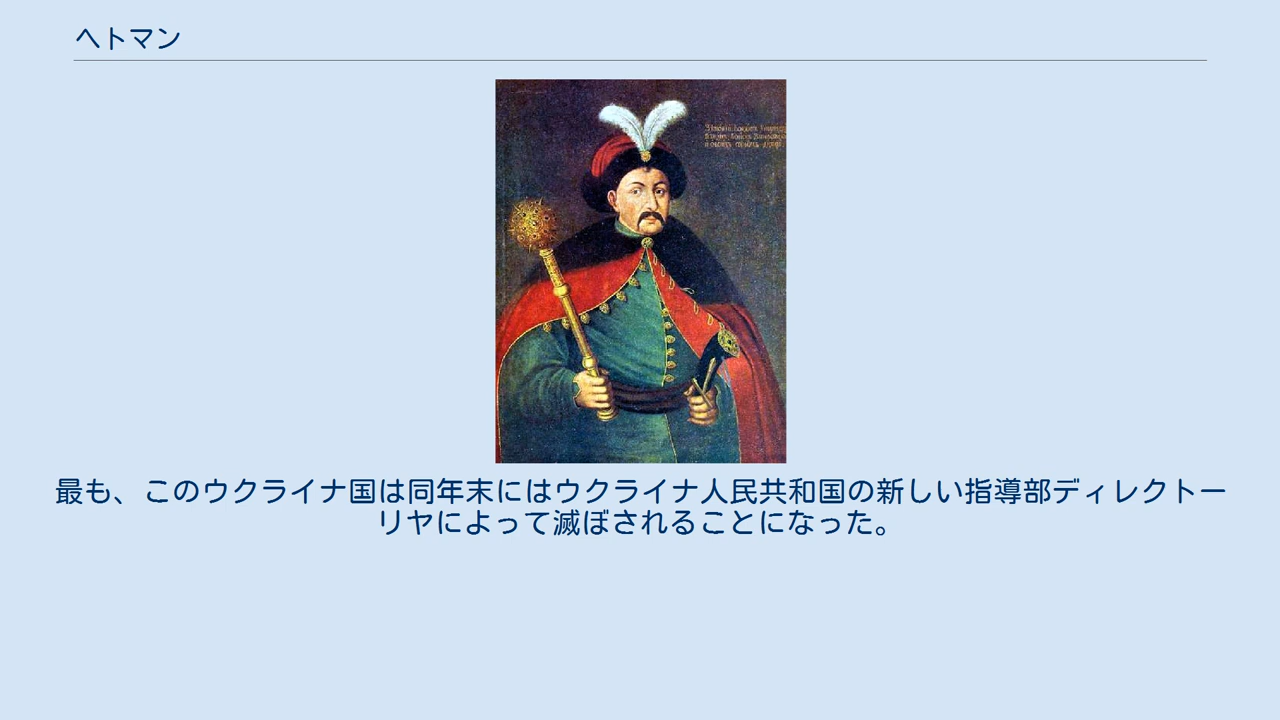 ヘトマン
最も、このウクライナ国は同年末にはウクライナ人民共和国の新しい指導部ディレクトー
リヤによって滅ぼされることになった。